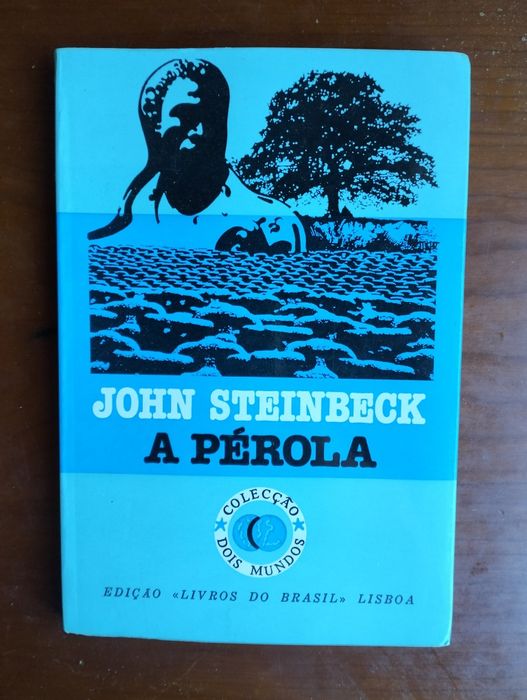 JOHN STEINBECK
A PÉROLA
COLECÇÃO
DOIS MUNDOS
EDIÇÃO «LIVROS DO BRASIL» LISBOA